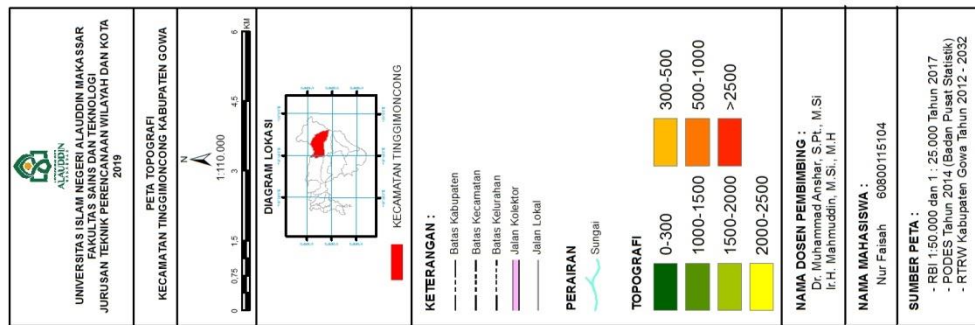 ALAUDDIN
UNIVERSITAS ISLAM NEGERI ALAUDDIN MAKASSAR
FAKULTAS SAINS DAN TEKNOLOGI
JURUSAN TEKNIK PERENCANAAN WILAYAH DAN KOTA
2019
PETA TOPOGRAFI
KECAMATAN TINGGIMONCONG KABUPATEN GOWA
N
1:110.000
0 0.75 1.5 3 4.5 6
KM
DIAGRAM LOKASI
KECAMATAN TINGGIMONCONG
KETERANGAN :
Batas Kabupaten
Batas Kecamatan
Batas Kelurahan
Jalan Kolektor
Jalan Lokal
PERAIRAN
Sungai
TOPOGRAFI
0-300
1000-1500
1500-2000
2000-2500
300-500
500-1000
>2500
NAMA DOSEN PEMBIMBING :
Dr. Muhammad Anshar, S.Pt., M.Si
Ir.H. Mahmuddin, M.Si., M.H
NAMA MAHASISWA :
Nur Faisah 60800115104
SUMBER PETA :
- RBI 1:50.000 dan 1 : 25.000 Tahun 2017
- PODES Tahun 2014 (Badan Pusat Statistik)
- RTRW Kabupaten Gowa Tahun 2012 - 2032